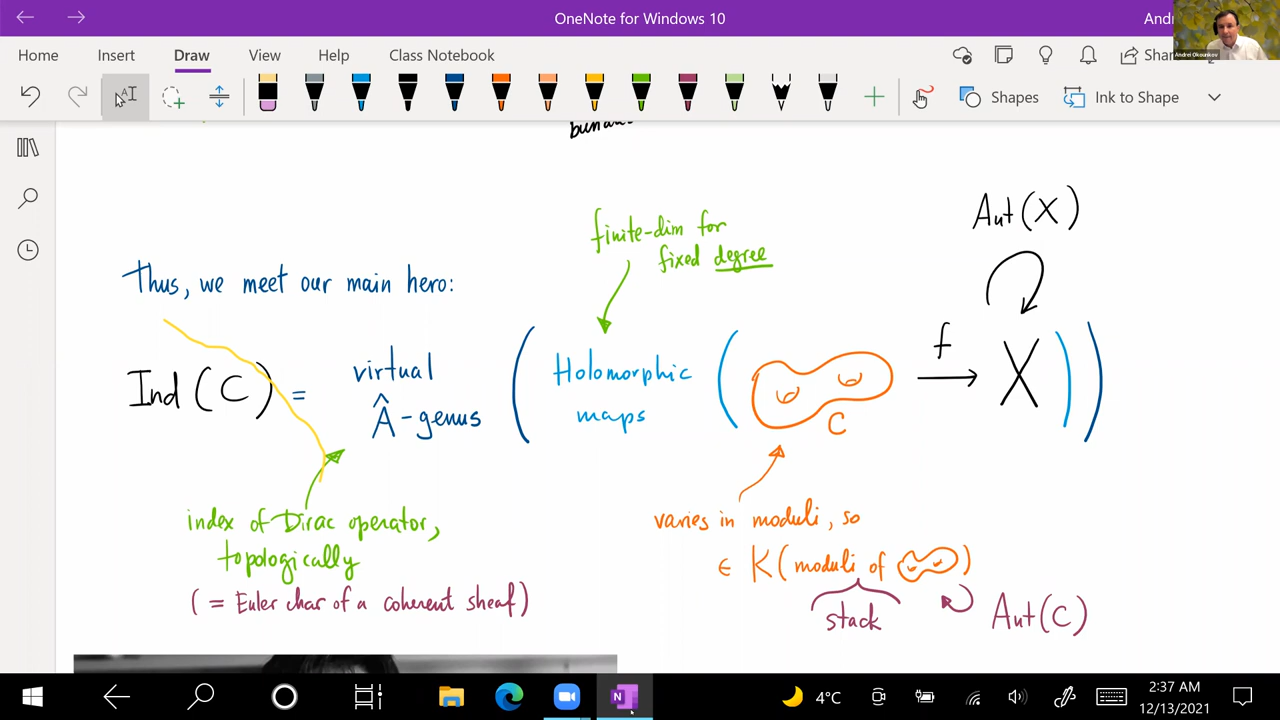 OneNote for Windows 10
Andrei Okounkov
Home Insert Draw View Help Class Notebook
Shapes Ink to Shape
Aut(X)
finite-dim for
fixed degree
Thus, we meet our main hero:
Ind(C) = virtual Â-genus ( Holomorphic maps ( C f → X ) )
index of Dirac operator,
topologically
(= Euler char of a coherent sheaf)
varies in moduli, so
∈ K(moduli of )
stack
Aut(C)
4°C
2:37 AM
12/13/2021